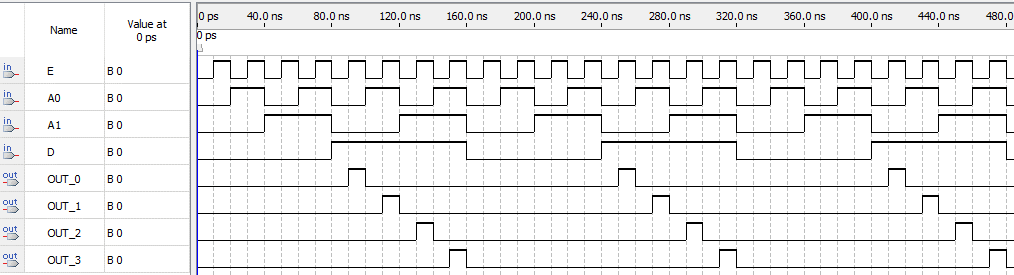 Name
Value at
0 ps
0 ps 40.0 ns 80.0 ns 120.0 ns 160.0 ns 200.0 ns 240.0 ns 280.0 ns 320.0 ns 360.0 ns 400.0 ns 440.0 ns 480.0
0 ps
in E B 0
in A0 B 0
in A1 B 0
in D B 0
out OUT_0 B 0
out OUT_1 B 0
out OUT_2 B 0
out OUT_3 B 0